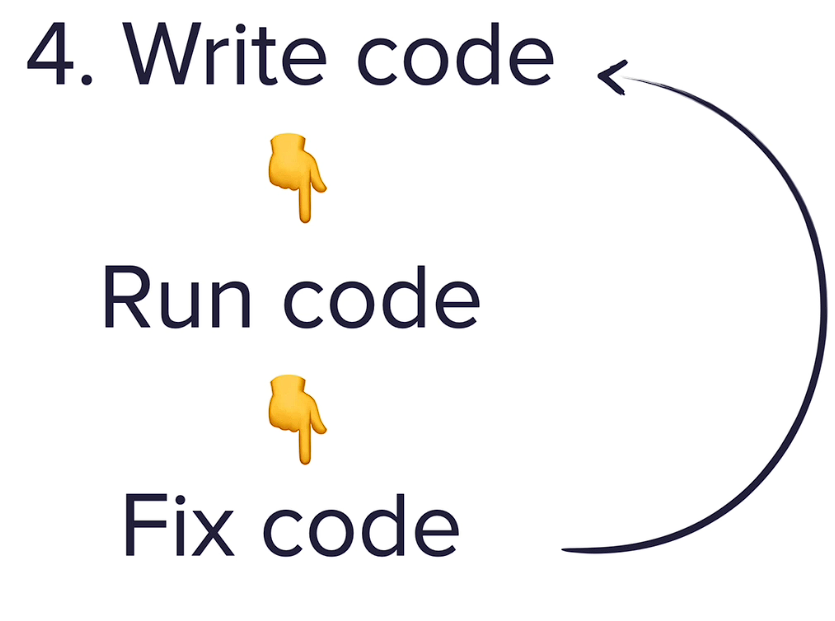 4. Write code
Run code
Fix code